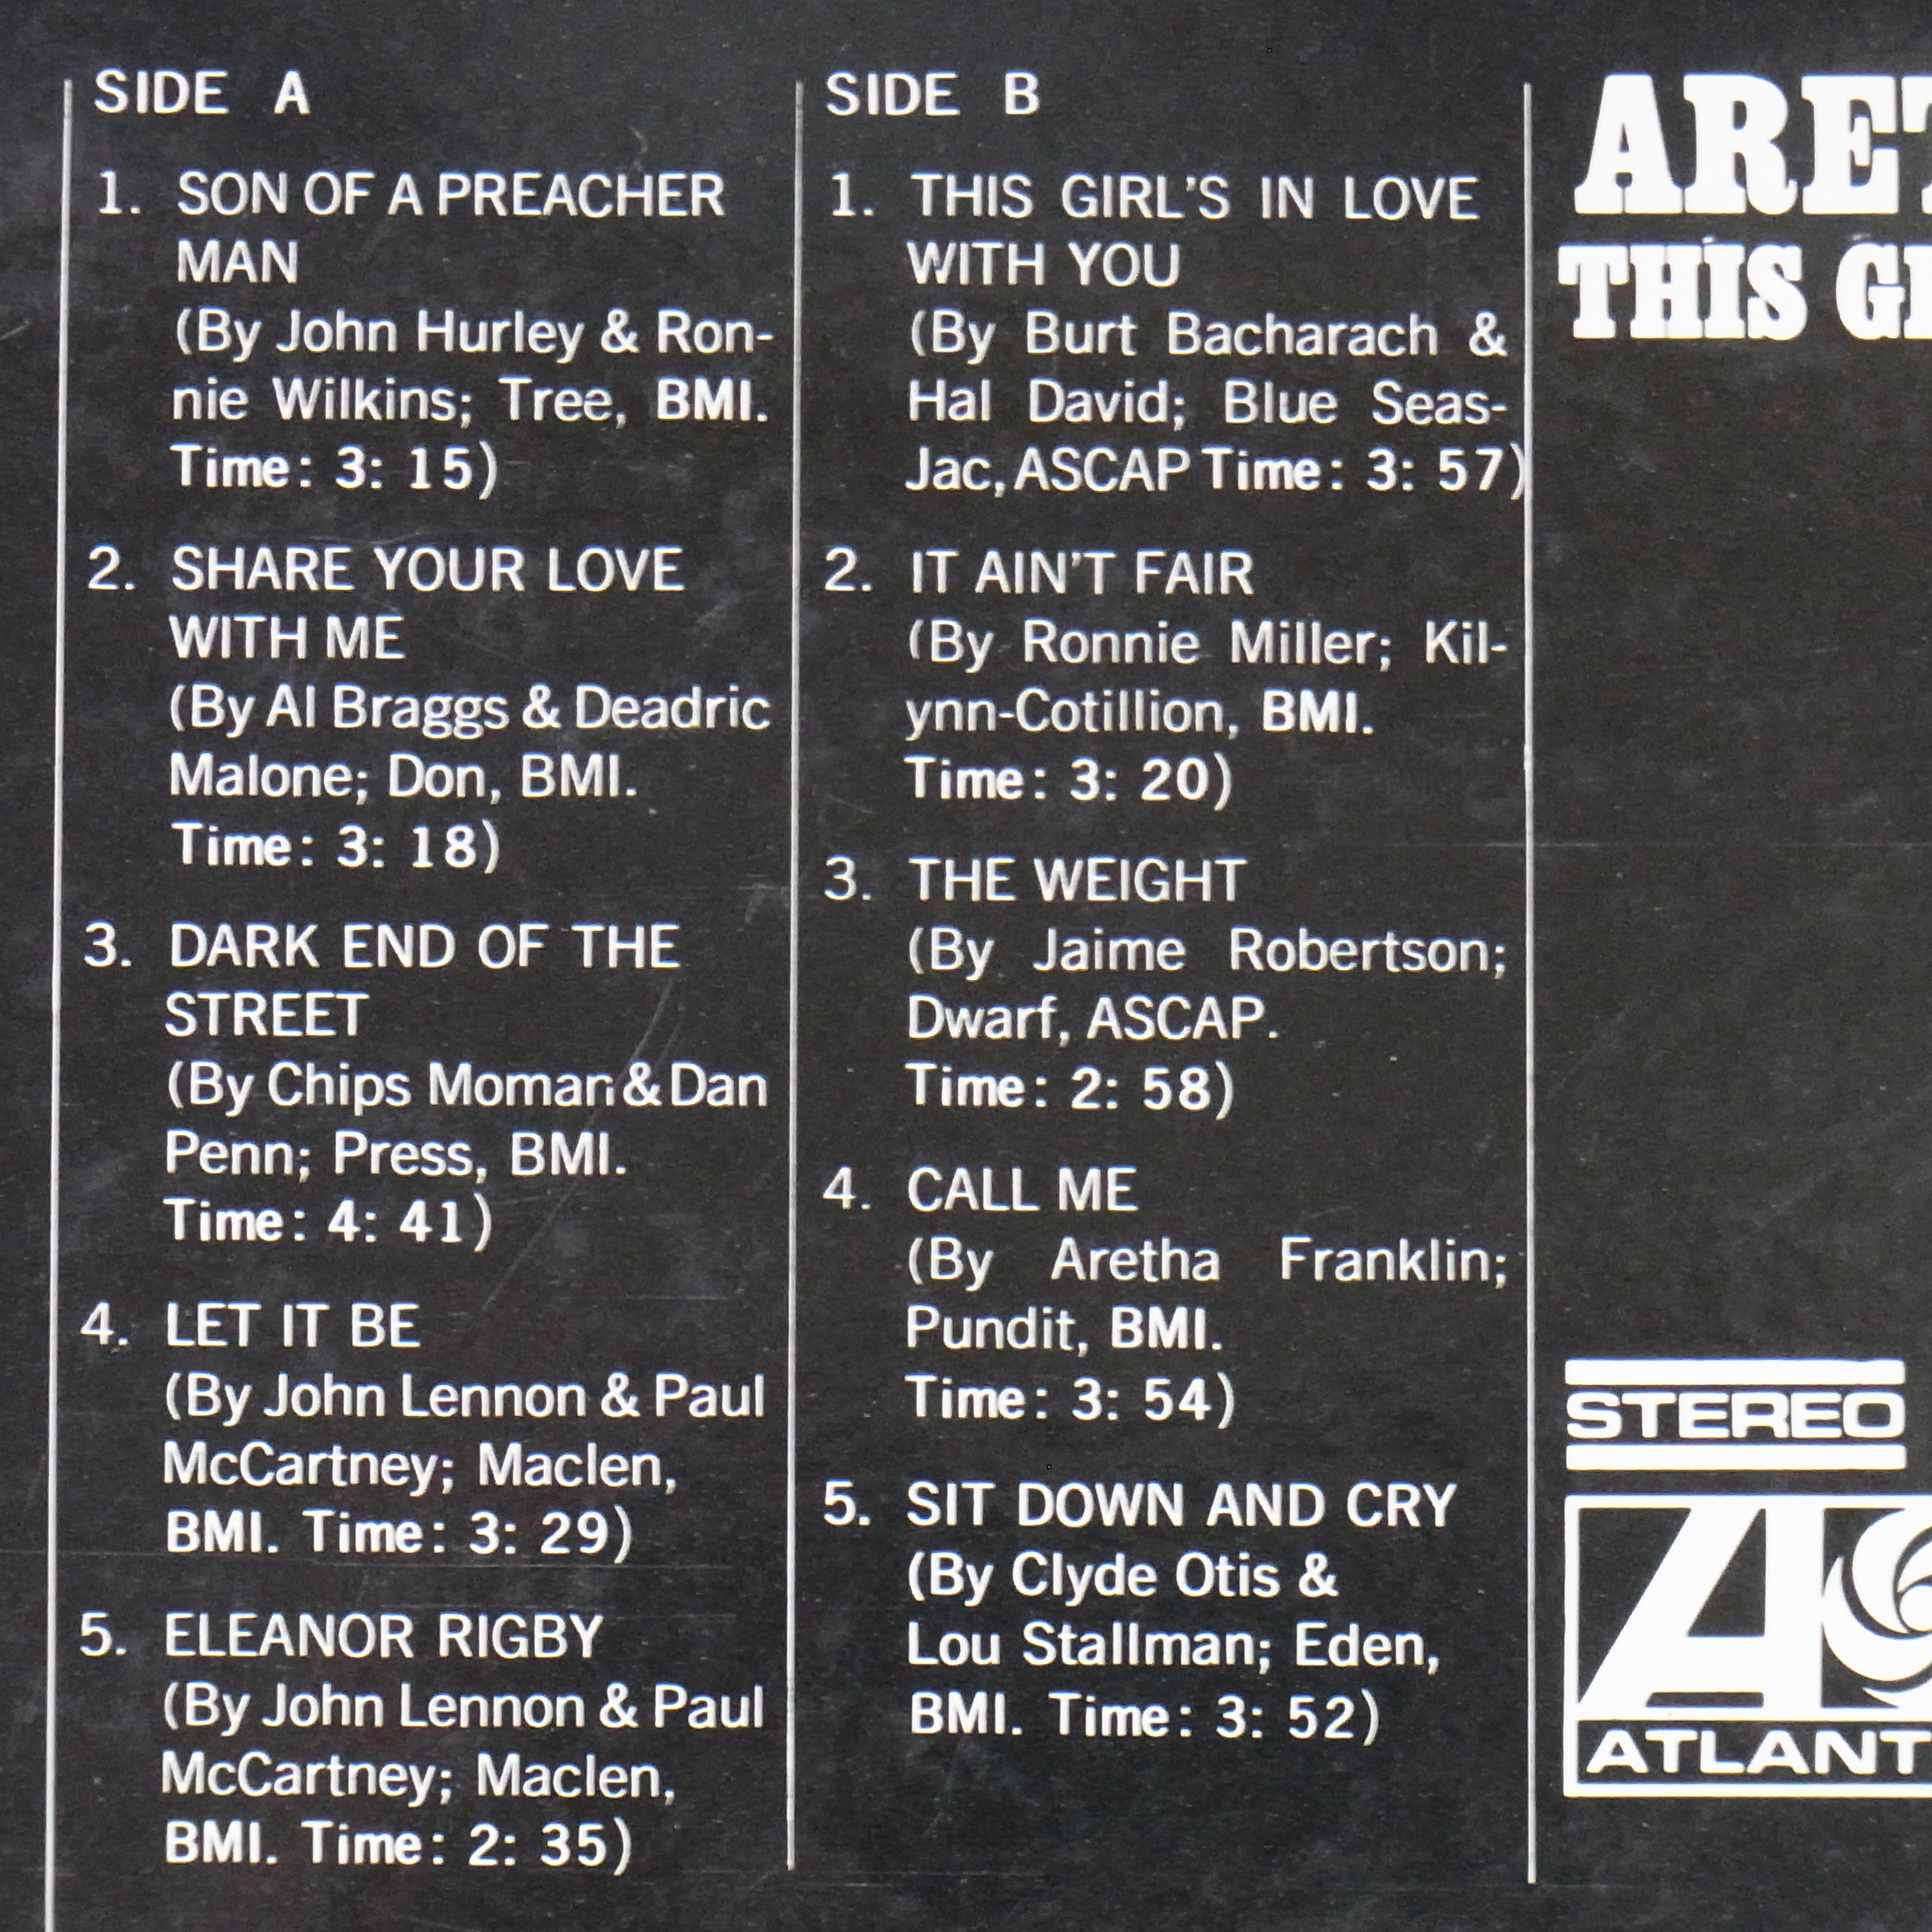 SIDE A
1. SON OF A PREACHER
MAN
(By John Hurley & Ron-
nie Wilkins; Tree, BMI.
Time: 3: 15)
2. SHARE YOUR LOVE
WITH ME
(By Al Braggs & Deadric
Malone; Don, BMI.
Time: 3: 18)
3. DARK END OF THE
STREET
(By Chips Moman & Dan
Penn; Press, BMI.
Time: 4: 41)
4. LET IT BE
(By John Lennon & Paul
McCartney; Maclen,
BMI. Time: 3: 29)
5. ELEANOR RIGBY
(By John Lennon & Paul
McCartney; Maclen,
BMI. Time: 2: 35)
SIDE B
1. THIS GIRL'S IN LOVE
WITH YOU
(By Burt Bacharach &
Hal David; Blue Seas-
Jac, ASCAP Time: 3: 57)
2. IT AIN'T FAIR
(By Ronnie Miller; Kil-
ynn-Cotillion, BMI.
Time: 3: 20)
3. THE WEIGHT
(By Jaime Robertson;
Dwarf, ASCAP.
Time: 2: 58)
4. CALL ME
(By Aretha Franklin;
Pundit, BMI.
Time: 3: 54)
5. SIT DOWN AND CRY
(By Clyde Otis &
Lou Stallman; Eden,
BMI. Time: 3: 52)
ARET
THIS GI
STEREO
ATLANT